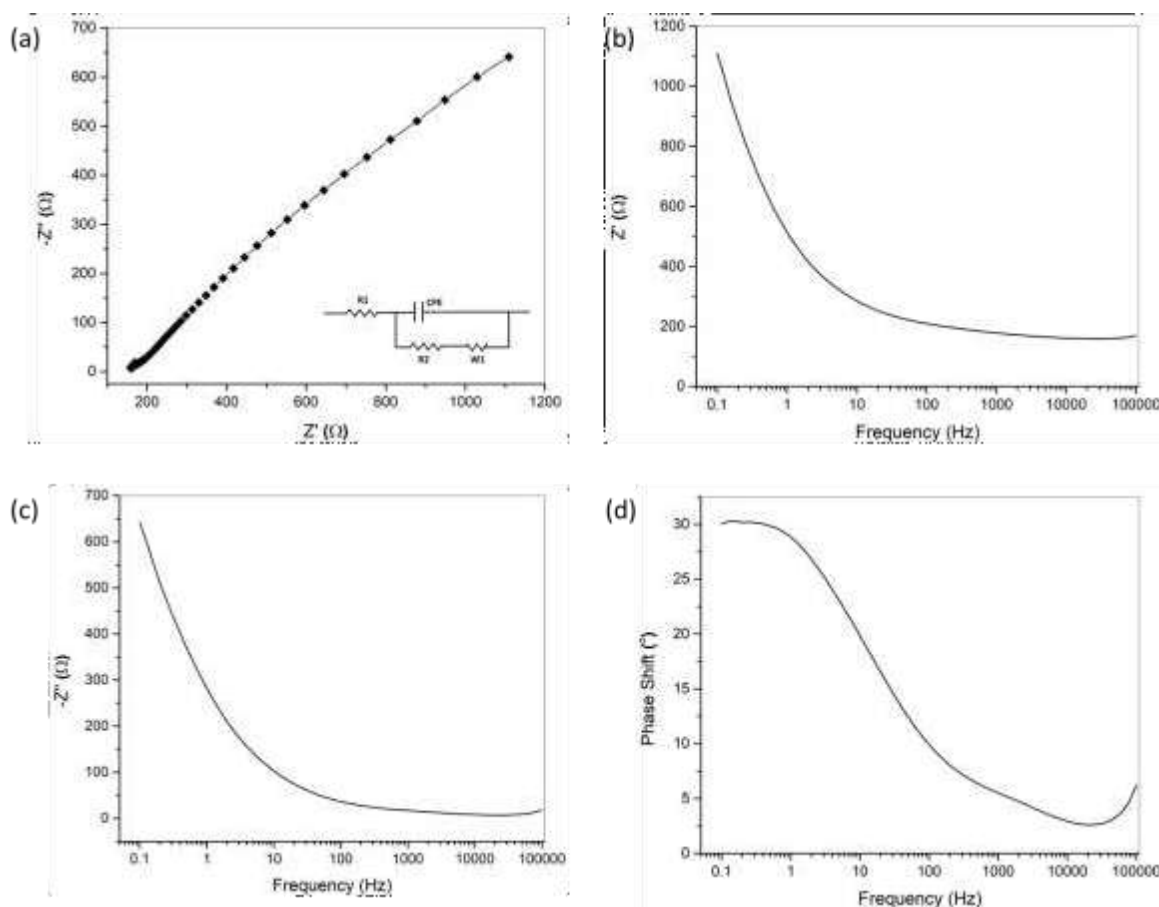 (a)
700
600
500
400
300
200
100
0
-Z'' (Ω)
R1
CPE
R2
W1
200 400 600 800 1000 1200
Z' (Ω)
(b)
1200
1000
800
600
400
200
0
Z' (Ω)
0.1 1 10 100 1000 10000 100000
Frequency (Hz)
(c)
700
600
500
400
300
200
100
0
-Z'' (Ω)
0.1 1 10 100 1000 10000 100000
Frequency (Hz)
(d)
30
25
20
15
10
5
0
Phase Shift (°)
0.1 1 10 100 1000 10000 100000
Frequency (Hz)